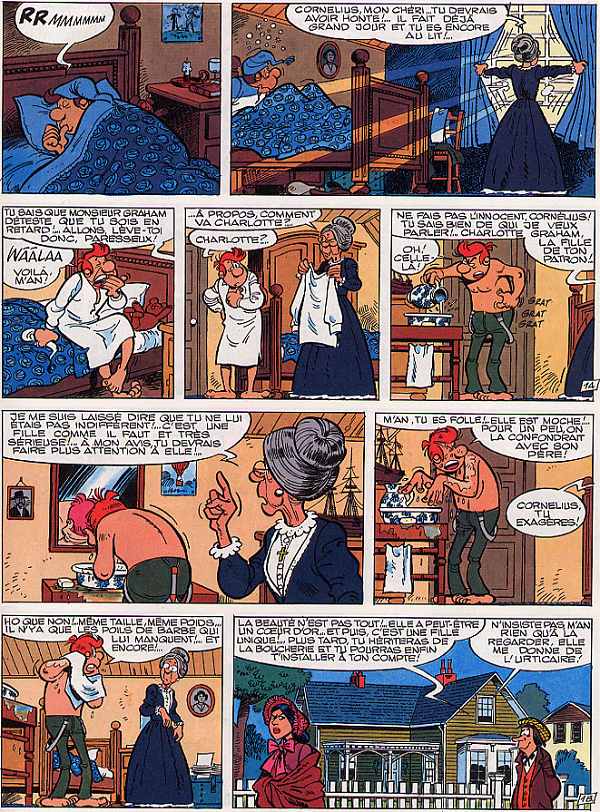 RRMMMMMMM
CORNELIUS, MON CHÉRI...TU DEVRAIS
AVOIR HONTE!... IL FAIT DÉJÀ
GRAND JOUR ET TU ES ENCORE
AU LIT!...
TU SAIS QUE MONSIEUR GRAHAM
DÉTESTE QUE TU SOIS EN
RETARD!...ALLONS, LÈVE-TOI
DONC, PARESSEUX!
WÄÄLAA
VOILÀ,
M'AN!
...À PROPOS, COMMENT
VA CHARLOTTE?
CHARLOTTE?..
NE FAIS PAS L'INNOCENT, CORNÉLIUS!
TU SAIS BIEN DE QUI JE VEUX
PARLER!... CHARLOTTE GRAHAM,
LA FILLE
DE TON
PATRON!
OH!
CELLE-
LÀ!
GRAT
GRAT
GRAT
1A
JE ME SUIS LAISSÉ DIRE QUE TU NE LUI
ÉTAIS PAS INDIFFÉRENT!...C'EST UNE
FILLE COMME IL FAUT ET TRÈS
SÉRIEUSE!... À MON AVIS, TU DEVRAIS
FAIRE PLUS ATTENTION À ELLE!...
M'AN, TU ES FOLLE!.ELLE EST MOCHE!..
POUR UN PEU, ON LA
CONFONDRAIT
AVEC SON
PÈRE!
CORNELIUS,
TU
EXAGÈRES!
HO QUE NON!.MÊME TAILLE, MÊME POIDS...
IL N'Y A QUE LES POILS DE BARBE QUI
LUI MANQUENT!... ET
ENCORE!...
LA BEAUTÉ N'EST PAS TOUT!...ELLE A PEUT-ÊTRE
UN CŒUR D'OR...ET PUIS, C'EST UNE FILLE
UNIQUE!... PLUS TARD, TU HÉRITERAS DE
LA BOUCHERIE ET TU POURRAS ENFIN
T'INSTALLER À TON COMPTE!
N'INSISTE PAS M'AN
RIEN QU'À LA
REGARDER, ELLE
ME DONNE DE
L'URTICAIRE!
1B